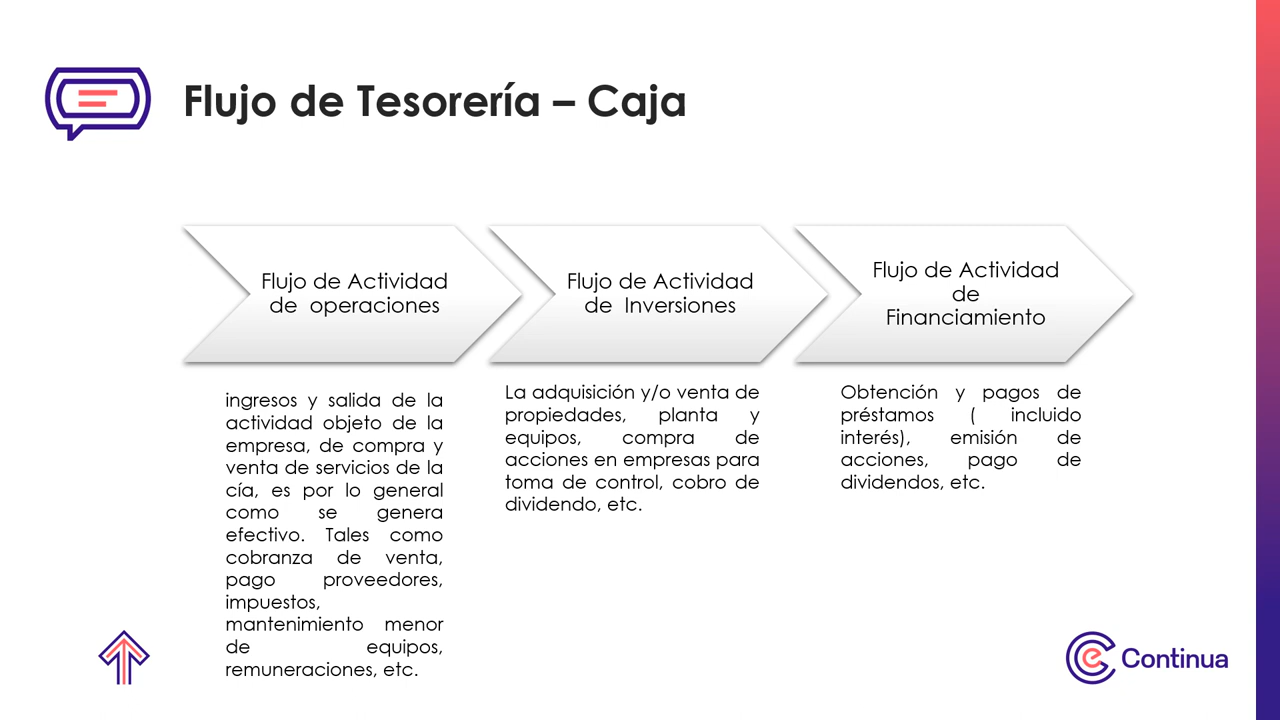 Flujo de Tesorería – Caja
Flujo de Actividad
de operaciones
Flujo de Actividad
de Inversiones
Flujo de Actividad
de
Financiamiento
ingresos y salida de la
actividad objeto de la
empresa, de compra y
venta de servicios de la
cía, es por lo general
como se genera
efectivo. Tales como
cobranza de venta,
pago proveedores,
impuestos,
mantenimiento menor
de equipos,
remuneraciones, etc.
La adquisición y/o venta de
propiedades, planta y
equipos, compra de
acciones en empresas para
toma de control, cobro de
dividendo, etc.
Obtención y pagos de
préstamos ( incluido
interés), emisión de
acciones, pago de
dividendos, etc.
Continua